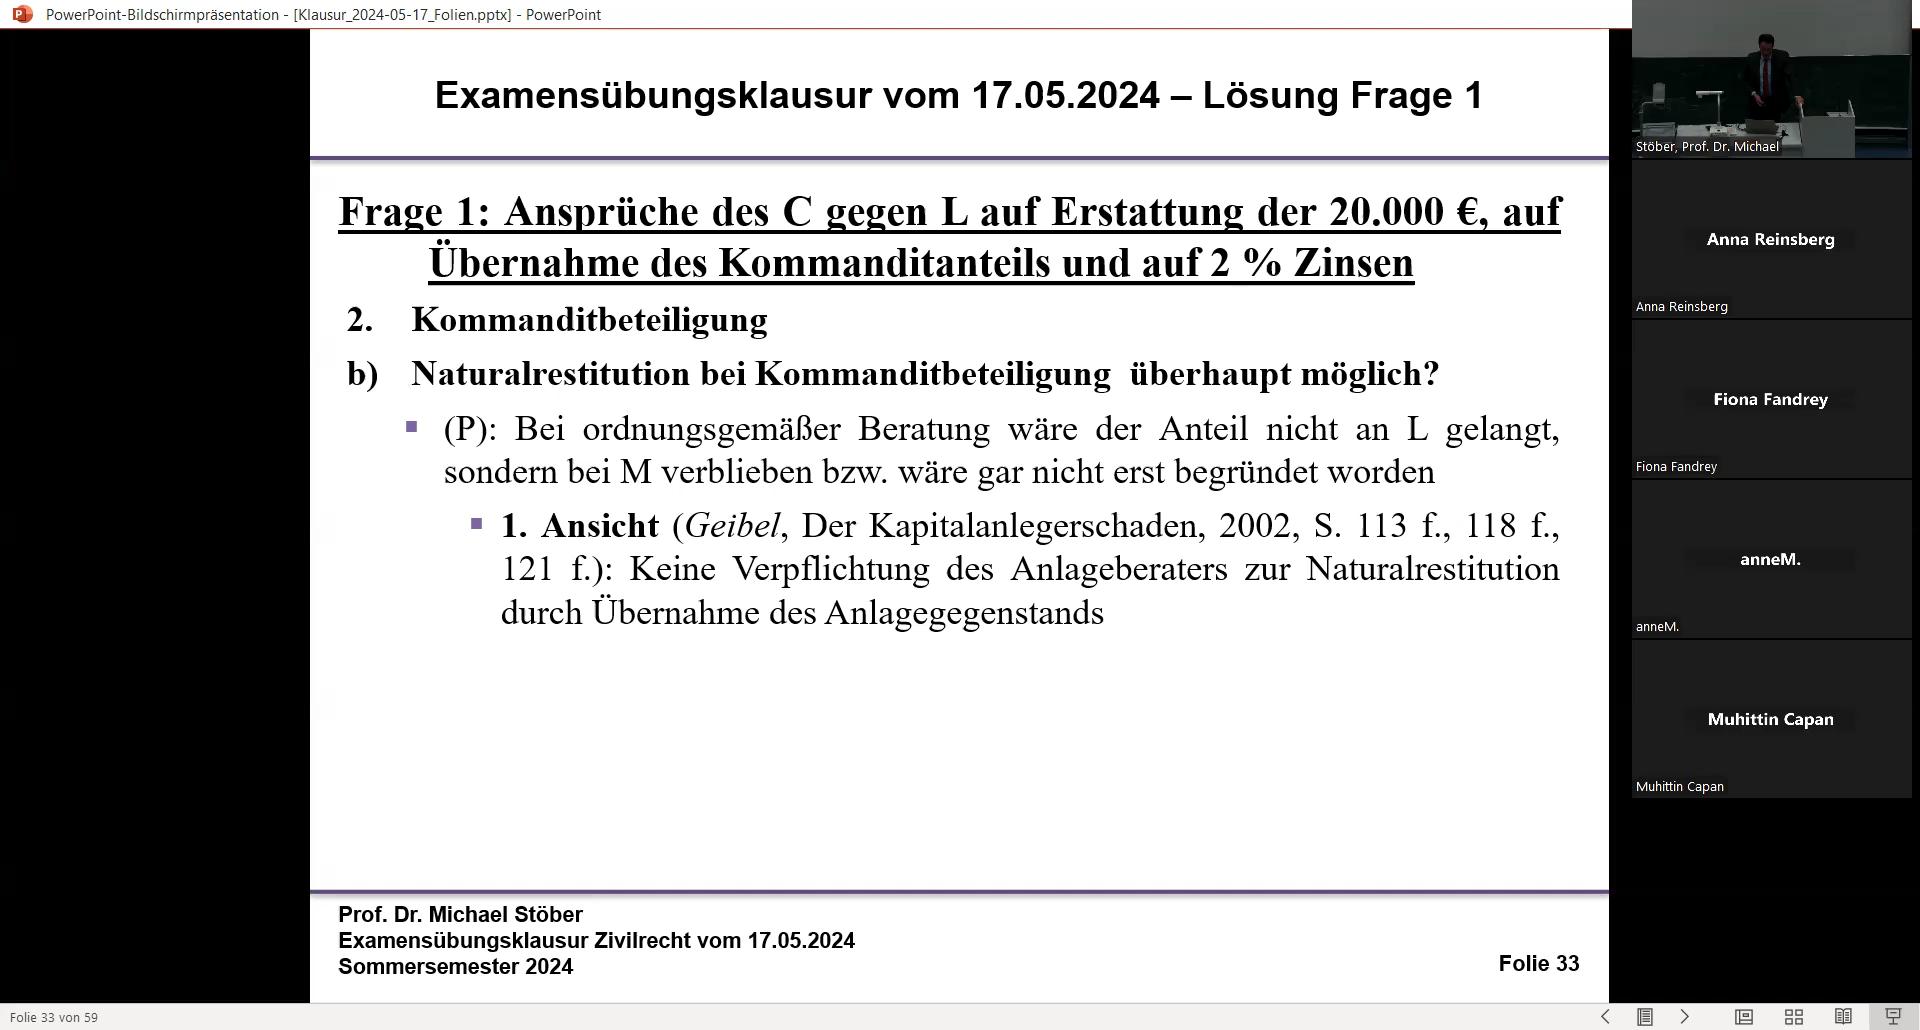 PowerPoint-Bildschirmpräsentation - [Klausur_2024-05-17_Folien.pptx] - PowerPoint
Examensübungsklausur vom 17.05.2024 – Lösung Frage 1
Frage 1: Ansprüche des C gegen L auf Erstattung der 20.000 €, auf
Übernahme des Kommanditanteils und auf 2 % Zinsen
2. Kommanditbeteiligung
b) Naturalrestitution bei Kommanditbeteiligung überhaupt möglich?
(P): Bei ordnungsgemäßer Beratung wäre der Anteil nicht an L gelangt,
sondern bei M verblieben bzw. wäre gar nicht erst begründet worden
1. Ansicht (Geibel, Der Kapitalanlegerschaden, 2002, S. 113 f., 118 f.,
121 f.): Keine Verpflichtung des Anlageberaters zur Naturalrestitution
durch Übernahme des Anlagegegenstands
Prof. Dr. Michael Stöber
Examensübungsklausur Zivilrecht vom 17.05.2024
Sommersemester 2024
Folie 33
Stöber, Prof. Dr. Michael
Anna Reinsberg
Anna Reinsberg
Fiona Fandrey
Fiona Fandrey
anneM.
anneM.
Muhittin Capan
Muhittin Capan
Folie 33 von 59